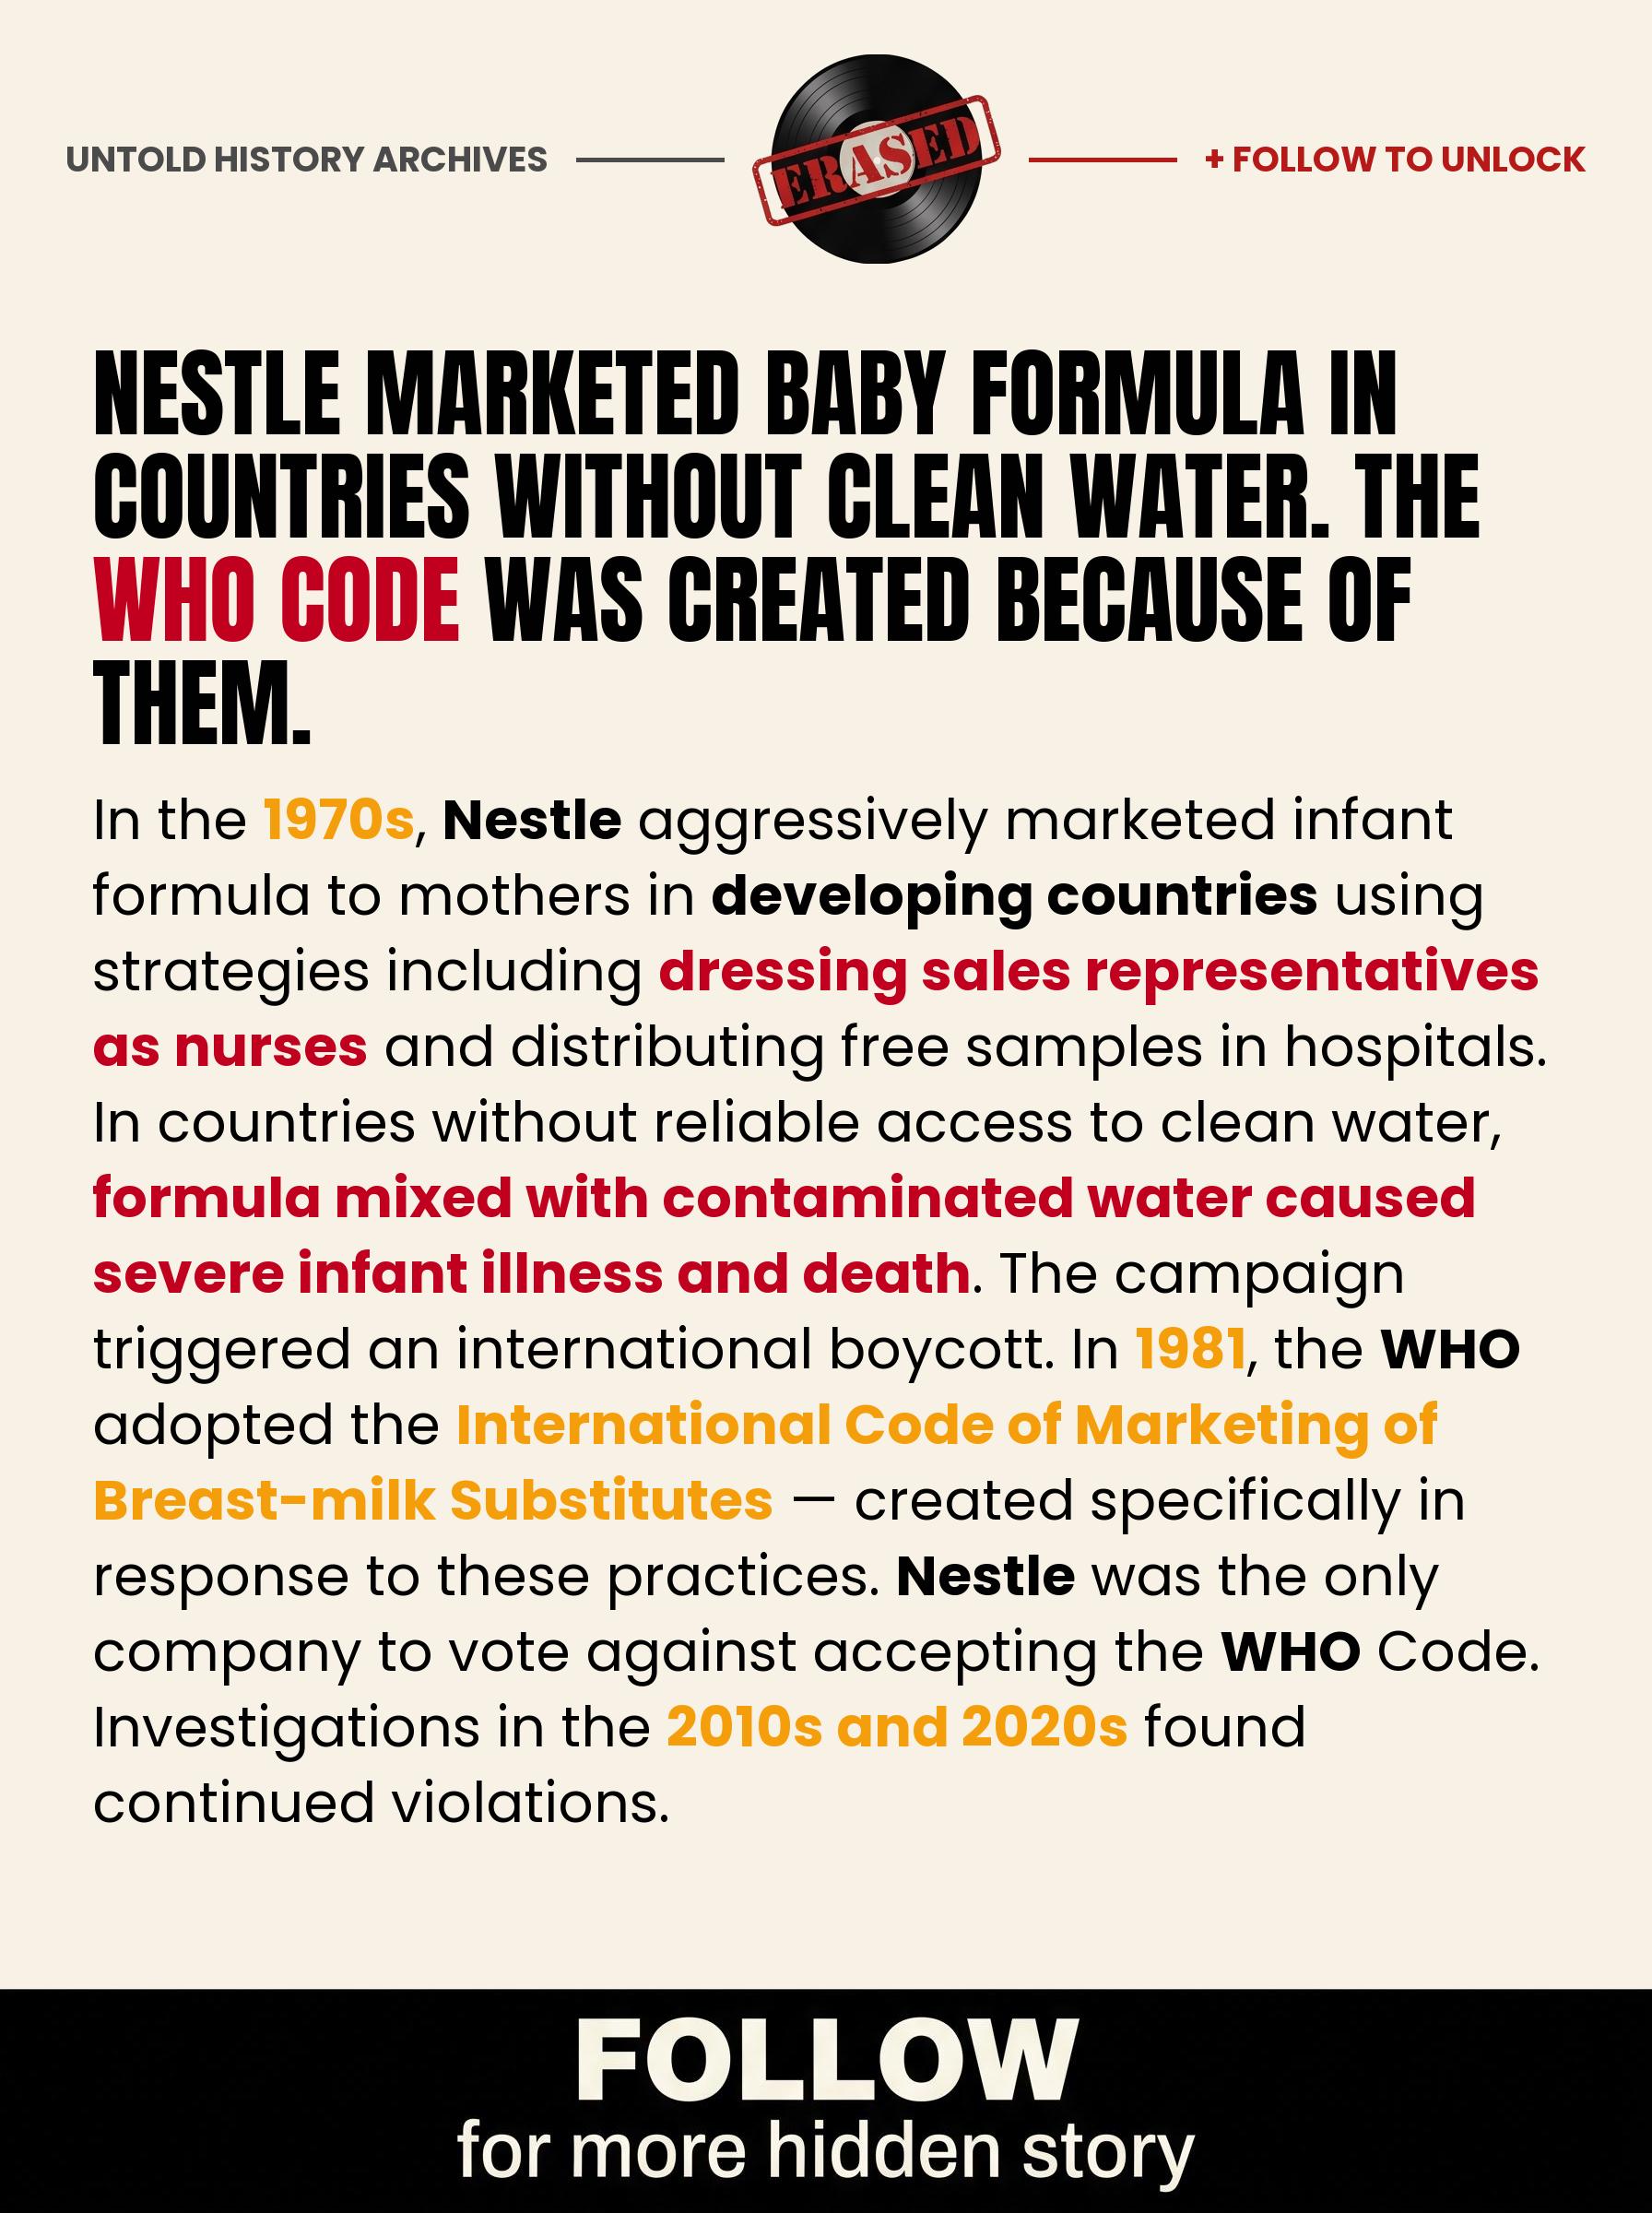 UNTOLD HISTORY ARCHIVES
ERASED
+ FOLLOW TO UNLOCK
NESTLE MARKETED BABY FORMULA IN
COUNTRIES WITHOUT CLEAN WATER. THE
WHO CODE WAS CREATED BECAUSE OF
THEM.
In the 1970s, Nestle aggressively marketed infant
formula to mothers in developing countries using
strategies including dressing sales representatives
as nurses and distributing free samples in hospitals.
In countries without reliable access to clean water,
formula mixed with contaminated water caused
severe infant illness and death. The campaign
triggered an international boycott. In 1981, the WHO
adopted the International Code of Marketing of
Breast-milk Substitutes — created specifically in
response to these practices. Nestle was the only
company to vote against accepting the WHO Code.
Investigations in the 2010s and 2020s found
continued violations.
FOLLOW
for more hidden story